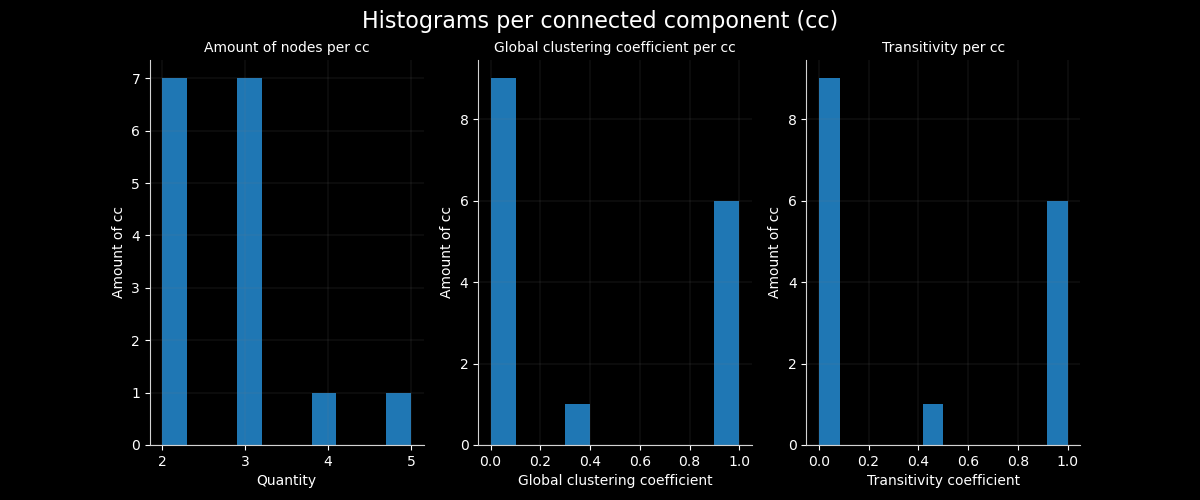 Histograms per connected component (cc)
Amount of nodes per cc
Amount of cc
7
6
5
4
3
2
1
0
2 3 4 5
Quantity
Global clustering coefficient per cc
Amount of cc
8
6
4
2
0
0.0 0.2 0.4 0.6 0.8 1.0
Global clustering coefficient
Transitivity per cc
Amount of cc
8
6
4
2
0
0.0 0.2 0.4 0.6 0.8 1.0
Transitivity coefficient